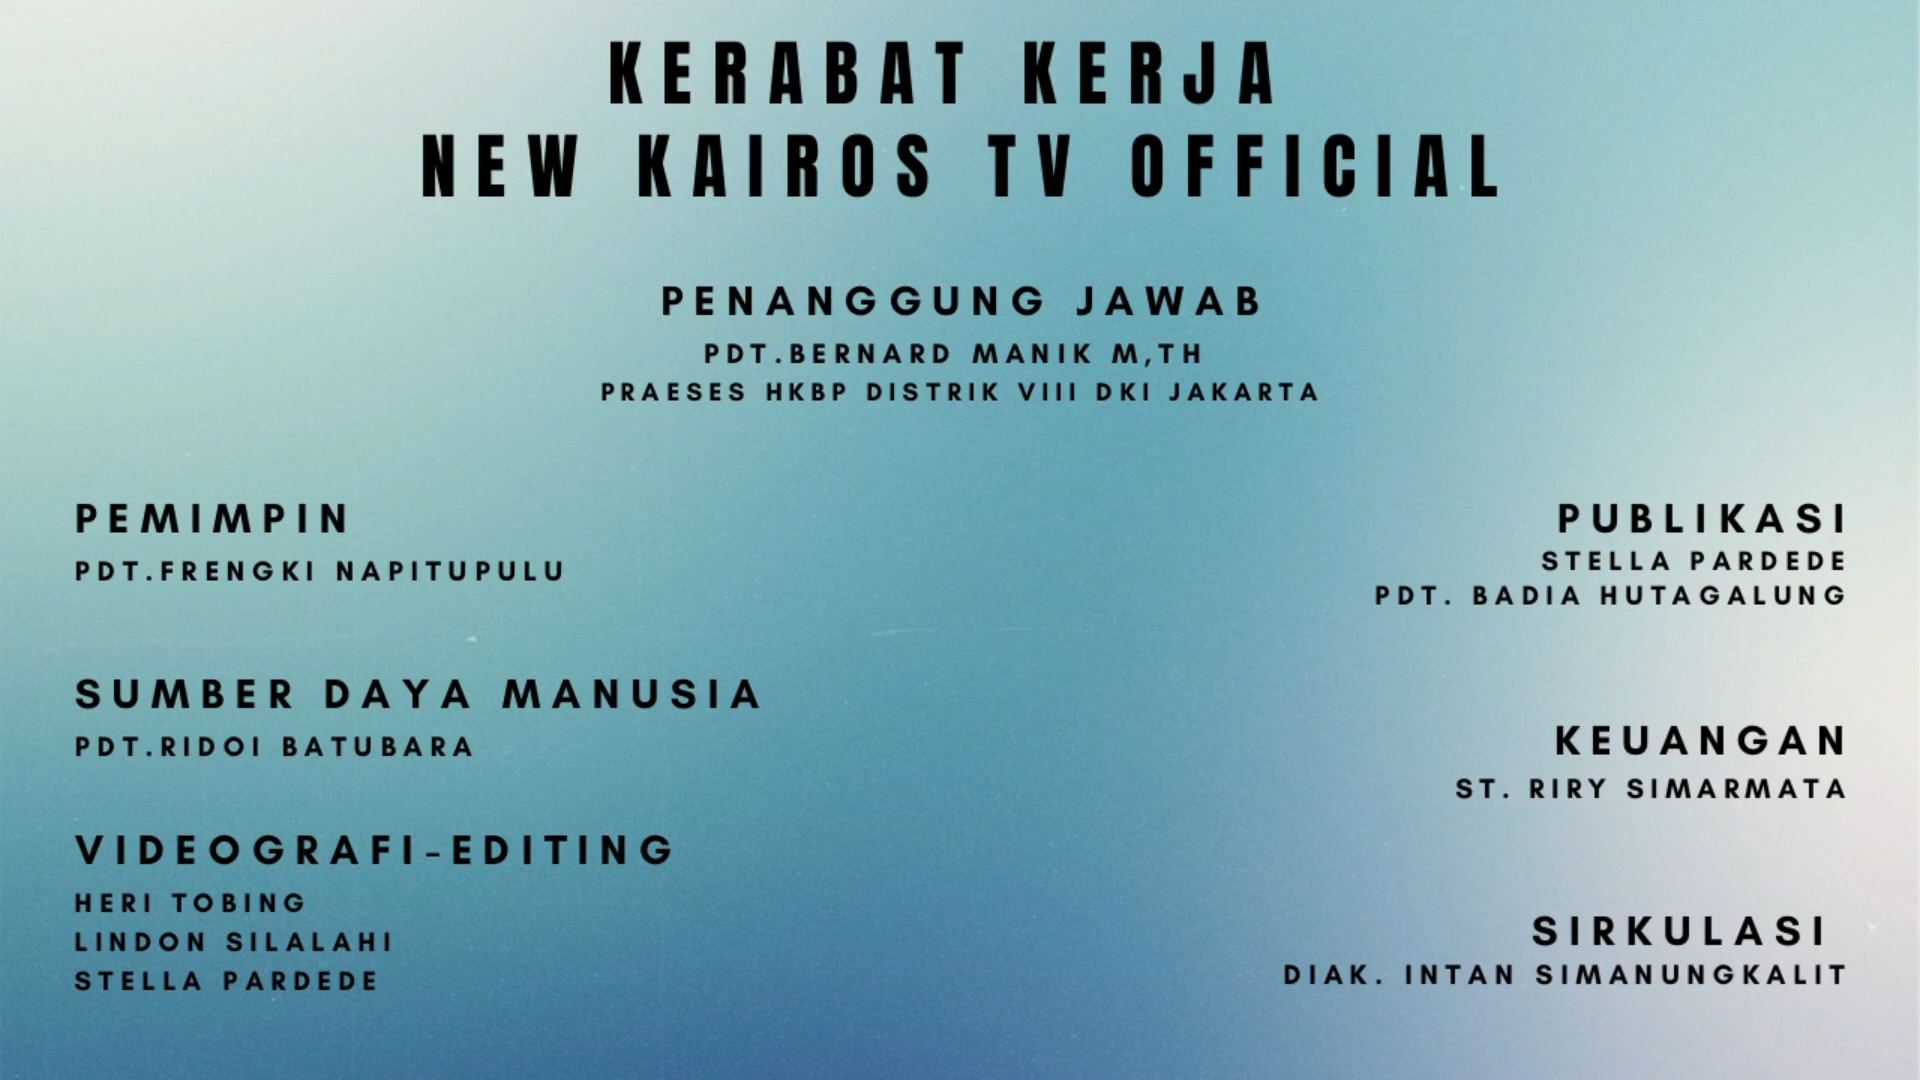 KERABAT KERJA
NEW KAIROS TV OFFICIAL
PENANGGUNG JAWAB
PDT.BERNARD MANIK M,TH
PRAESES HKBP DISTRIK VIII DKI JAKARTA
PEMIMPIN
PDT.FRENGKI NAPITUPULU
SUMBER DAYA MANUSIA
PDT.RIDOI BATUBARA
VIDEOGRAFI-EDITING
HERI TOBING
LINDON SILALAHI
STELLA PARDEDE
PUBLIKASI
STELLA PARDEDE
PDT. BADIA HUTAGALUNG
KEUANGAN
ST. RIRY SIMARMATA
SIRKULASI
DIAK. INTAN SIMANUNGKALIT